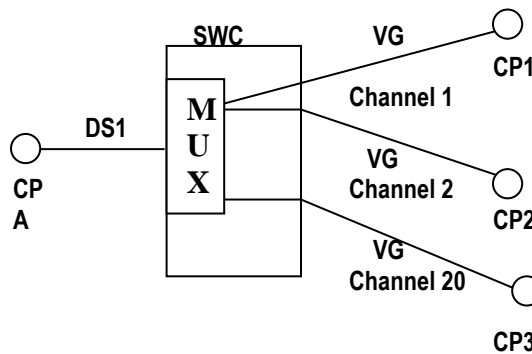 SWC
VG
CP1
Channel 1
DS1
M
U
X
CP
A
VG
Channel 2
CP2
VG
Channel 20
CP3